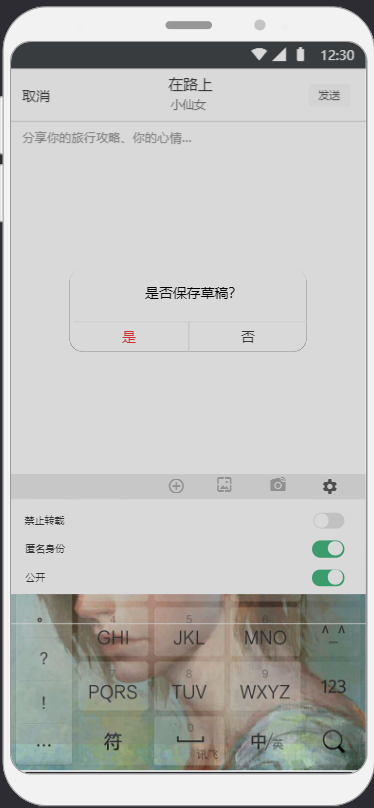 12:30
取消
在路上
小仙女
发送
分享你的旅行攻略、你的心情...
是否保存草稿?
是
否
禁止转载
匿名身份
公开
。
4
GHI
5
JKL
6
MNO
^_^
?
7
PQRS
8
TUV
9
WXYZ
123
!
...
符
0
讯飞
中/英